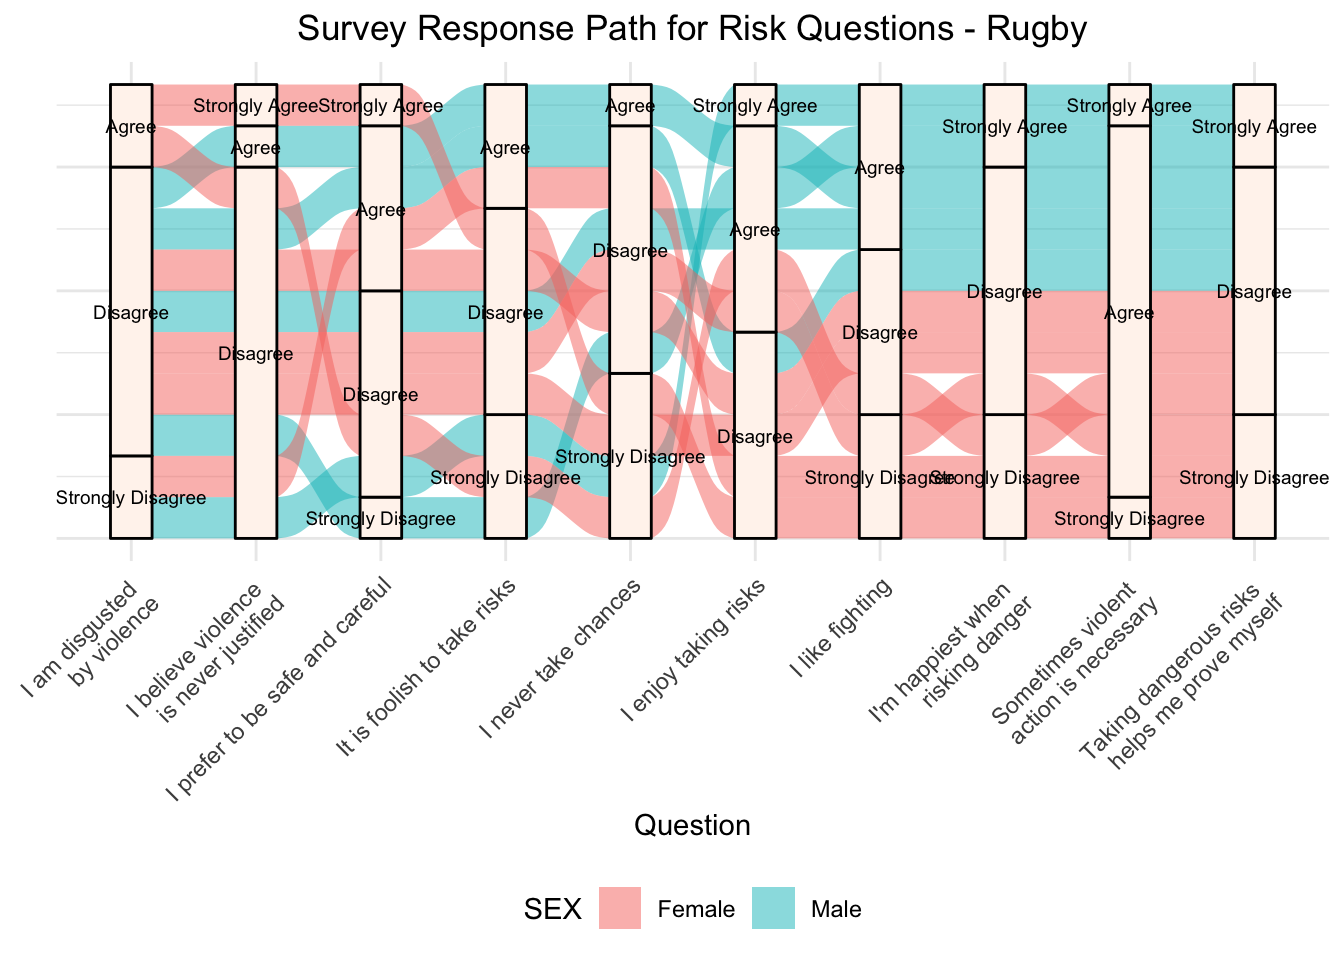 Survey Response Path for Risk Questions - Rugby
Agree
Disagree
Strongly Disagree
Strongly Agree
Agree
Disagree
Strongly Agree
Agree
Disagree
Strongly Disagree
Agree
Disagree
Strongly Disagree
Agree
Disagree
Strongly Disagree
Strongly Agree
Agree
Disagree
Agree
Disagree
Strongly Disagree
Strongly Agree
Disagree
Strongly Disagree
Strongly Agree
Agree
Strongly Disagree
Strongly Agree
Disagree
Strongly Disagree
I am disgusted
by violence
I believe violence
is never justified
I prefer to be safe and careful
It is foolish to take risks
I never take chances
I enjoy taking risks
I like fighting
I'm happiest when
risking danger
Sometimes violent
action is necessary
Taking dangerous risks
helps me prove myself
Question
SEX Female Male